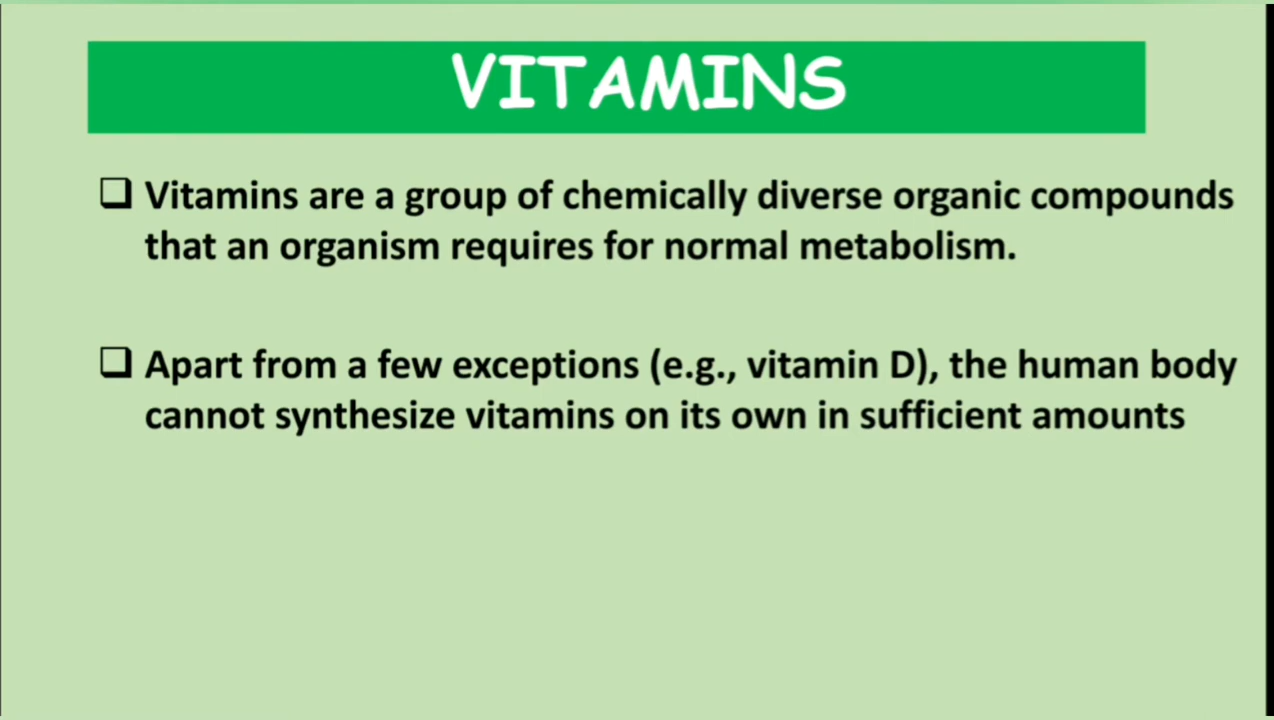 VITAMINS
Vitamins are a group of chemically diverse organic compounds
that an organism requires for normal metabolism.
Apart from a few exceptions (e.g., vitamin D), the human body
cannot synthesize vitamins on its own in sufficient amounts